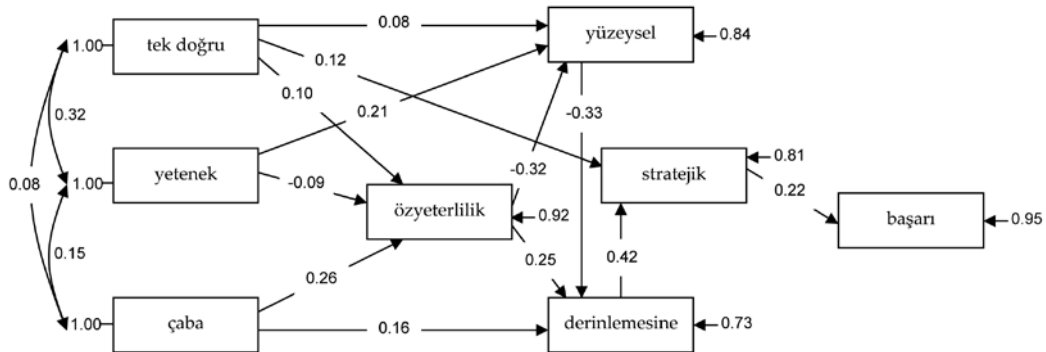 0.08
yüzeysel
0.84
1.00
tek doğru
0.12
0.10
0.32
0.21
-0.33
0.08
1.00
yetenek
-0.09
-0.32
stratejik
0.81
0.22
özyeterlilik
0.92
başarı
0.95
0.15
0.26
0.25
0.42
1.00
çaba
0.16
derinlemesine
0.73